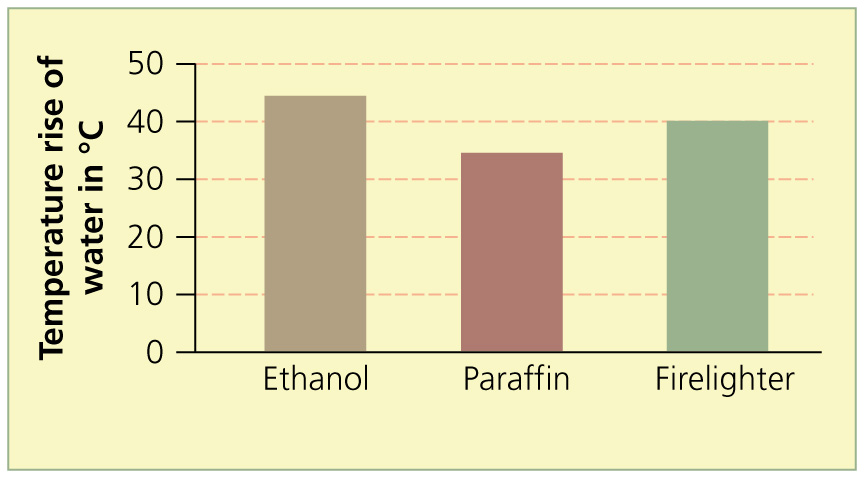 Temperature rise of
water in °C
50
40
30
20
10
0
Ethanol
Paraffin
Firelighter